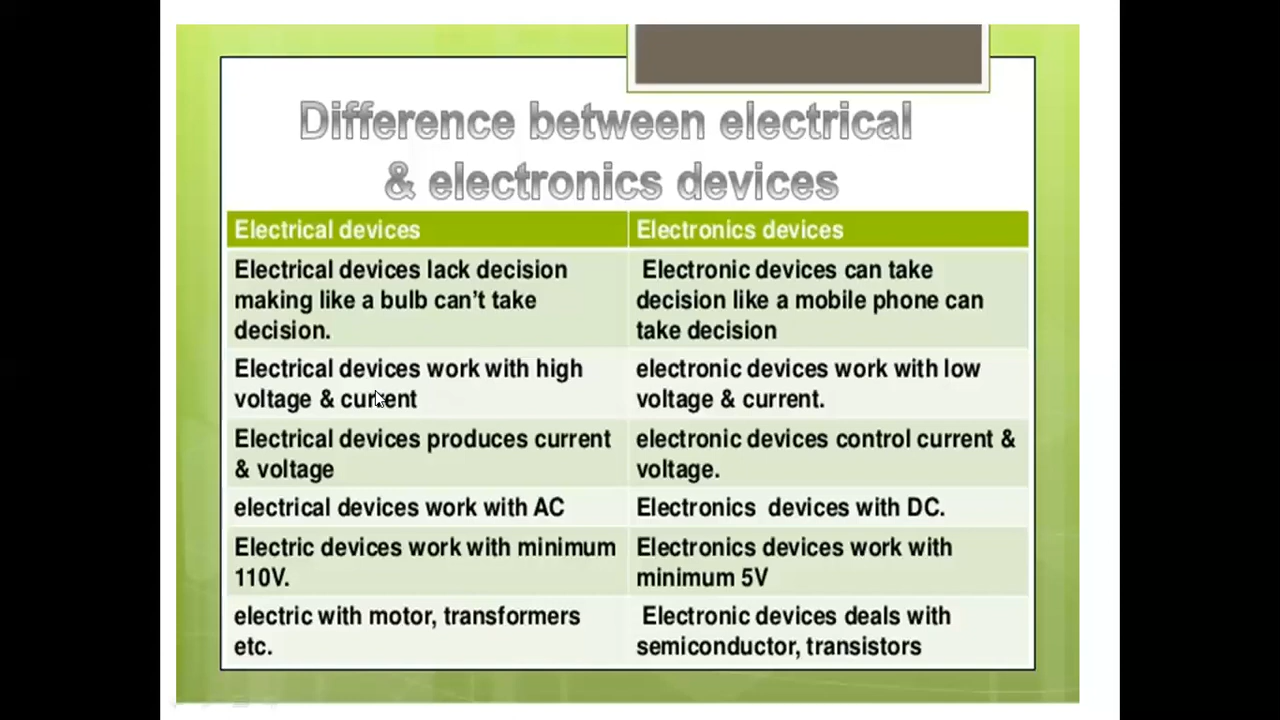 Difference between electrical
& electronics devices
Electrical devices
Electronics devices
Electrical devices lack decision
making like a bulb can't take
decision.
Electronic devices can take
decision like a mobile phone can
take decision
Electrical devices work with high
voltage & current
electronic devices work with low
voltage & current.
Electrical devices produces current
& voltage
electronic devices control current &
voltage.
electrical devices work with AC
Electronics devices with DC.
Electric devices work with minimum
110V.
Electronics devices work with
minimum 5V
electric with motor, transformers
etc.
Electronic devices deals with
semiconductor, transistors